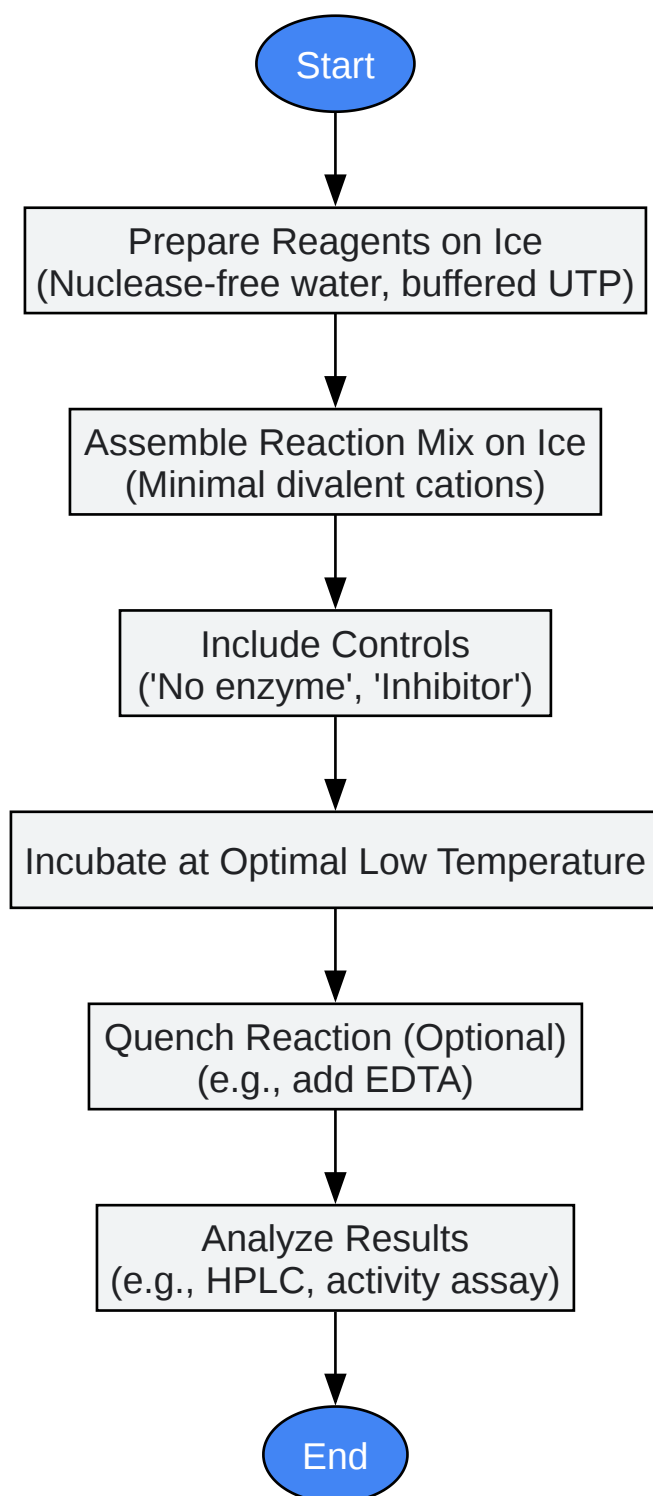 Start
Prepare Reagents on Ice
(Nuclease-free water, buffered UTP)
Assemble Reaction Mix on Ice
(Minimal divalent cations)
Include Controls
('No enzyme', 'Inhibitor')
Incubate at Optimal Low Temperature
Quench Reaction (Optional)
(e.g., add EDTA)
Analyze Results
(e.g., HPLC, activity assay)
End